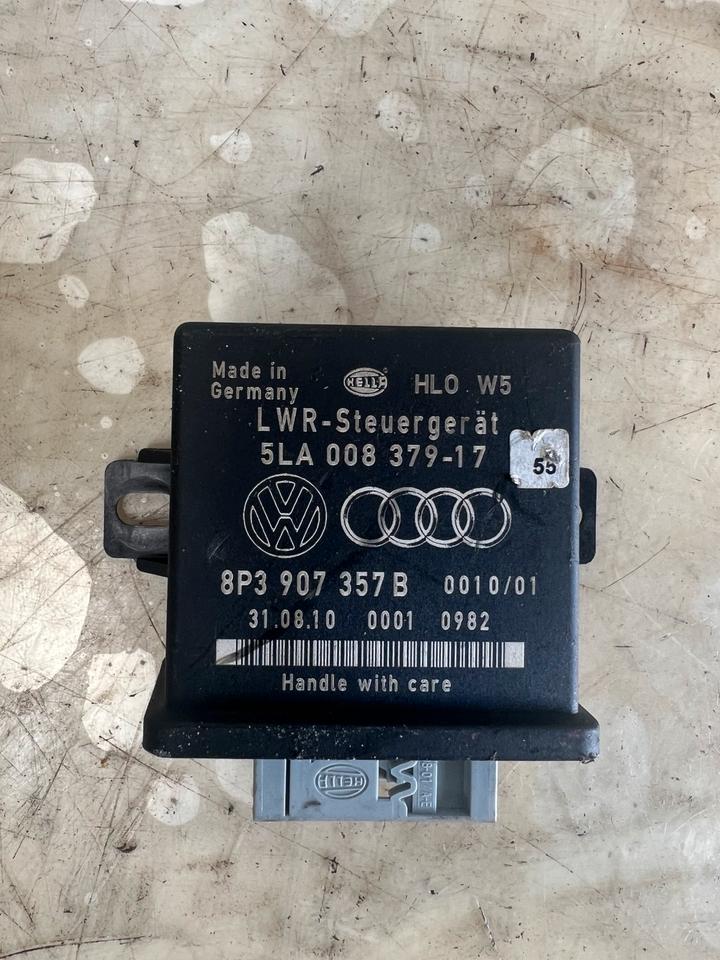 Made in
Germany
HELLA
HLO W5
LWR-Steuergerät
5LA 008 379-17
55
8P3 907 357B 0010/01
31.08.10 0001 0982
Handle with care
HELLA